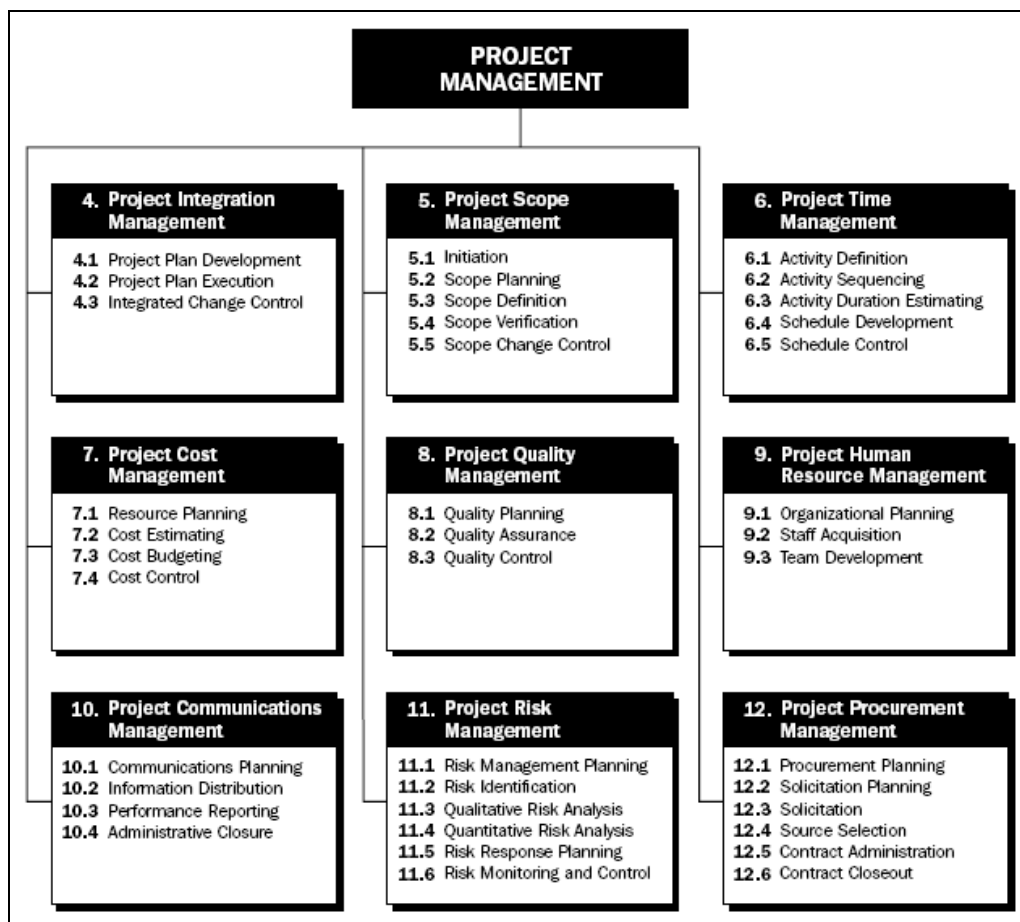 PROJECT
MANAGEMENT
4. Project Integration
Management
4.1 Project Plan Development
4.2 Project Plan Execution
4.3 Integrated Change Control
5. Project Scope
Management
5.1 Initiation
5.2 Scope Planning
5.3 Scope Definition
5.4 Scope Verification
5.5 Scope Change Control
6. Project Time
Management
6.1 Activity Definition
6.2 Activity Sequencing
6.3 Activity Duration Estimating
6.4 Schedule Development
6.5 Schedule Control
7. Project Cost
Management
7.1 Resource Planning
7.2 Cost Estimating
7.3 Cost Budgeting
7.4 Cost Control
8. Project Quality
Management
8.1 Quality Planning
8.2 Quality Assurance
8.3 Quality Control
9. Project Human
Resource Management
9.1 Organizational Planning
9.2 Staff Acquisition
9.3 Team Development
10. Project Communications
Management
10.1 Communications Planning
10.2 Information Distribution
10.3 Performance Reporting
10.4 Administrative Closure
11. Project Risk
Management
11.1 Risk Management Planning
11.2 Risk Identification
11.3 Qualitative Risk Analysis
11.4 Quantitative Risk Analysis
11.5 Risk Response Planning
11.6 Risk Monitoring and Control
12. Project Procurement
Management
12.1 Procurement Planning
12.2 Solicitation Planning
12.3 Solicitation
12.4 Source Selection
12.5 Contract Administration
12.6 Contract Closeout